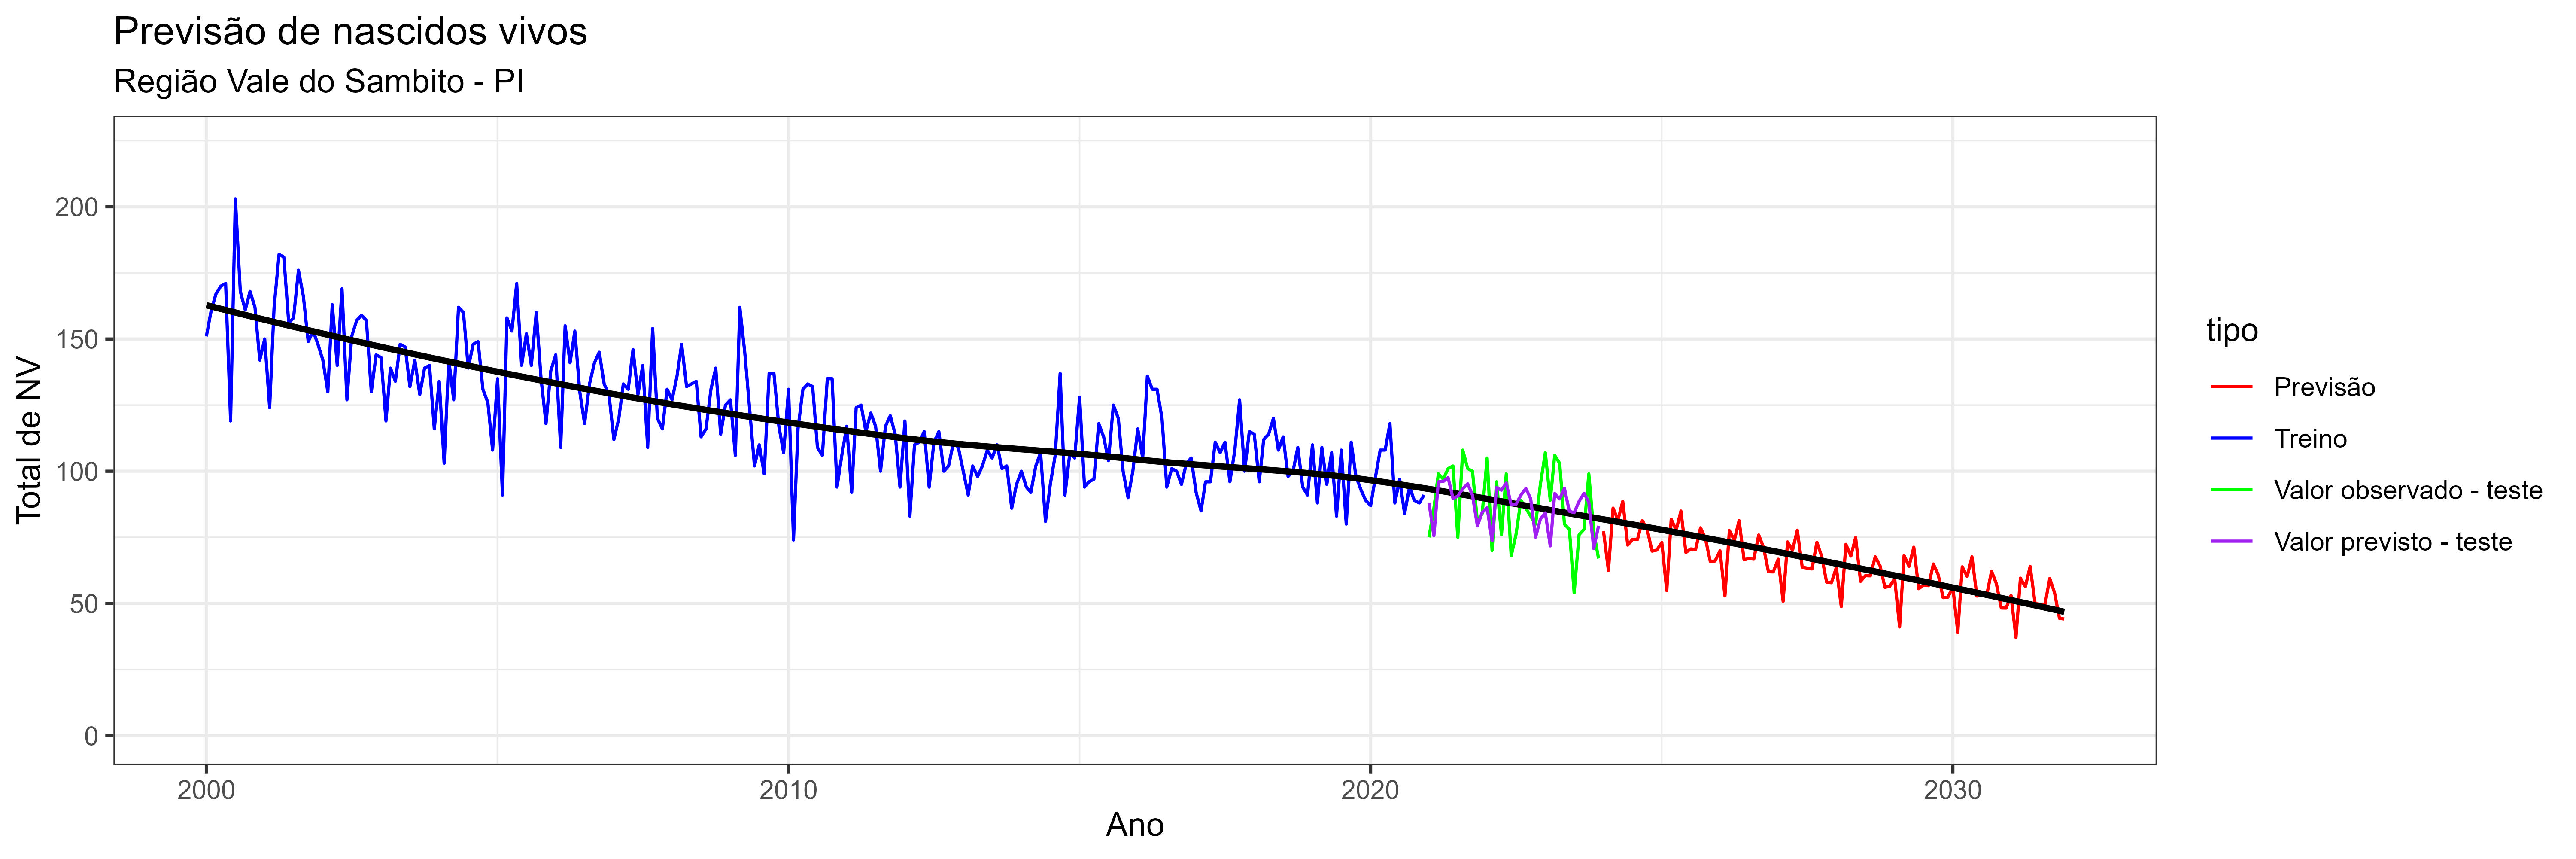 Previsão de nascidos vivos
Região Vale do Sambito - PI
Total de NV
200
150
100
50
0
2000
2010
2020
2030
Ano
tipo
Previsão
Treino
Valor observado - teste
Valor previsto - teste